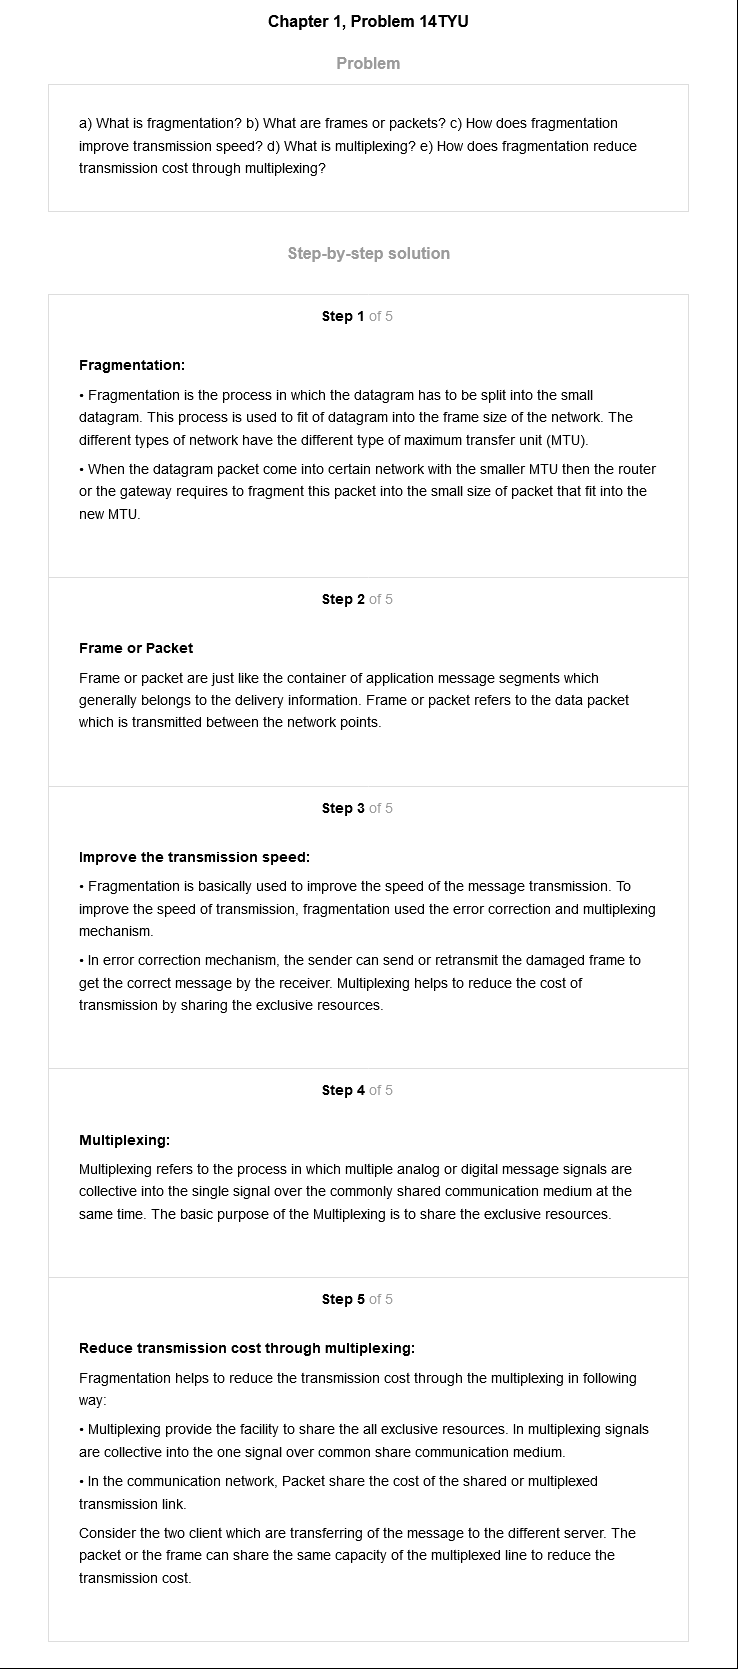 Chapter 1, Problem 14TYU
Problem
a) What is fragmentation? b) What are frames or packets? c) How does fragmentation
improve transmission speed? d) What is multiplexing? e) How does fragmentation reduce
transmission cost through multiplexing?
Step-by-step solution
Step 1 of 5
Fragmentation:
• Fragmentation is the process in which the datagram has to be split into the small
datagram. This process is used to fit of datagram into the frame size of the network. The
different types of network have the different type of maximum transfer unit (MTU).
• When the datagram packet come into certain network with the smaller MTU then the router
or the gateway requires to fragment this packet into the small size of packet that fit into the
new MTU.
Step 2 of 5
Frame or Packet
Frame or packet are just like the container of application message segments which
generally belongs to the delivery information. Frame or packet refers to the data packet
which is transmitted between the network points.
Step 3 of 5
Improve the transmission speed:
• Fragmentation is basically used to improve the speed of the message transmission. To
improve the speed of transmission, fragmentation used the error correction and multiplexing
mechanism.
• In error correction mechanism, the sender can send or retransmit the damaged frame to
get the correct message by the receiver. Multiplexing helps to reduce the cost of
transmission by sharing the exclusive resources.
Step 4 of 5
Multiplexing:
Multiplexing refers to the process in which multiple analog or digital message signals are
collective into the single signal over the commonly shared communication medium at the
same time. The basic purpose of the Multiplexing is to share the exclusive resources.
Step 5 of 5
Reduce transmission cost through multiplexing:
Fragmentation helps to reduce the transmission cost through the multiplexing in following
way:
• Multiplexing provide the facility to share the all exclusive resources. In multiplexing signals
are collective into the one signal over common share communication medium.
• In the communication network, Packet share the cost of the shared or multiplexed
transmission link.
Consider the two client which are transferring of the message to the different server. The
packet or the frame can share the same capacity of the multiplexed line to reduce the
transmission cost.